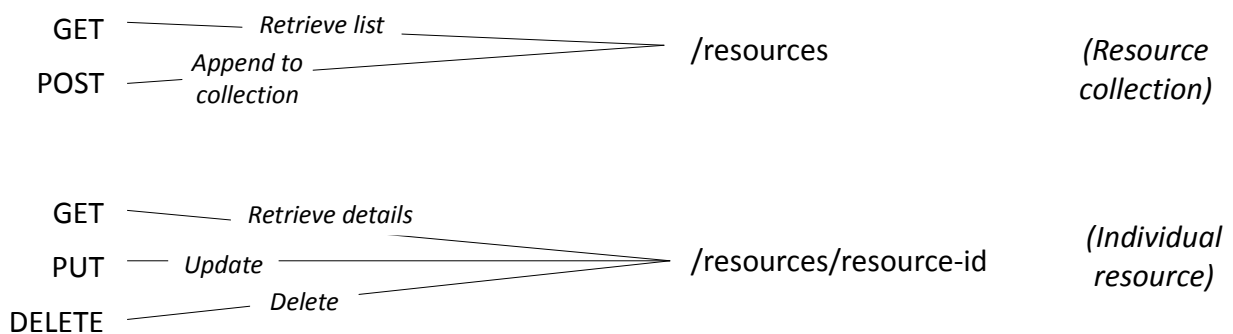 GET
Retrieve list
/resources
(Resource
collection)
POST
Append to
collection
GET
Retrieve details
PUT
Update
/resources/resource-id
(Individual
resource)
DELETE
Delete